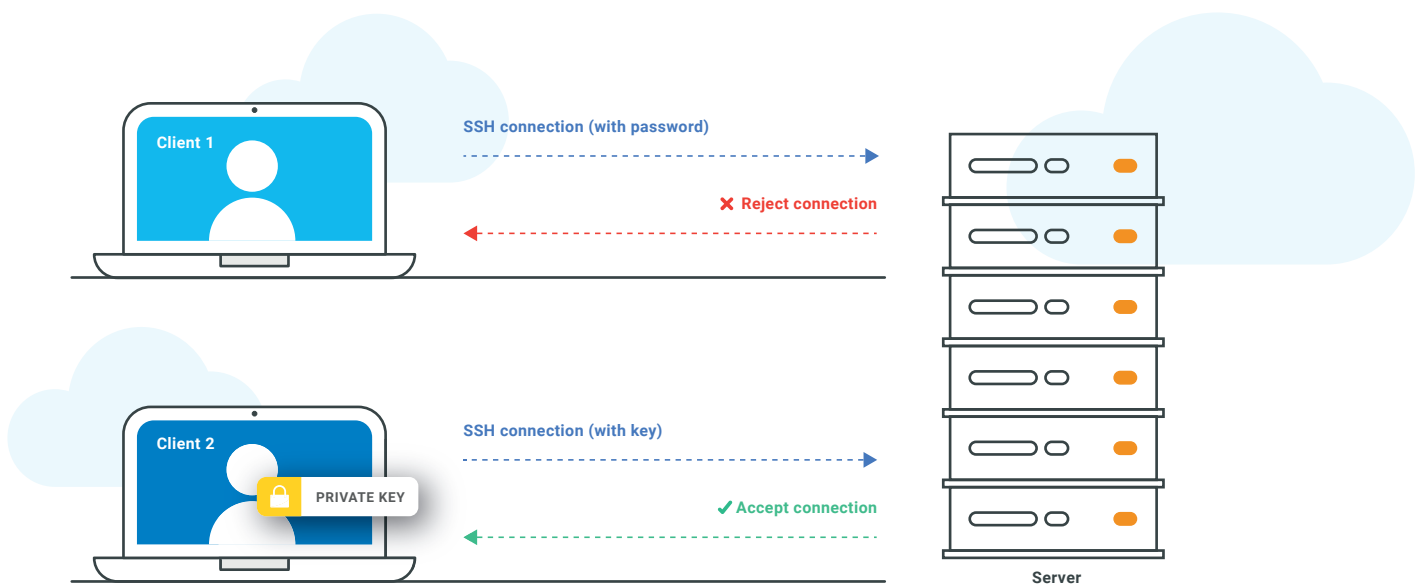 Client 1
SSH connection (with password)
Reject connection
Client 2
PRIVATE KEY
SSH connection (with key)
Accept connection
Server